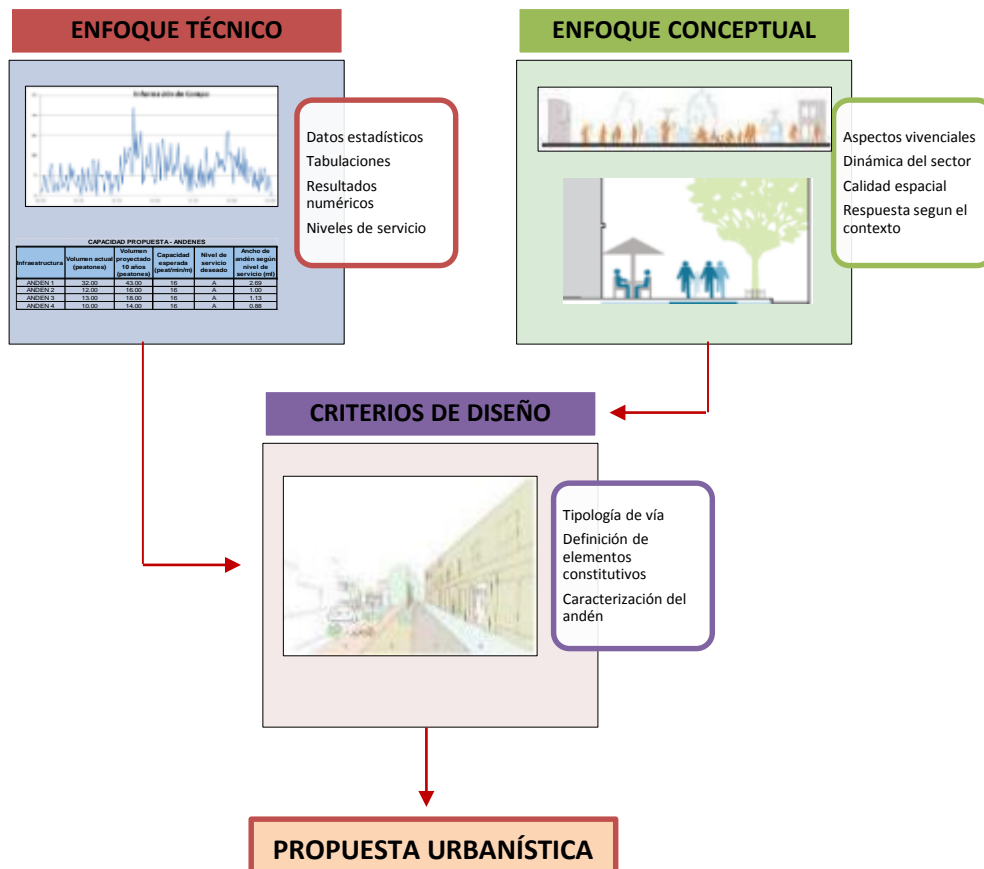 ENFOQUE TÉCNICO
Datos estadísticos
Tabulaciones
Resultados
numéricos
Niveles de servicio
CAPACIDAD PROPUESTA - ANDENES
Infraestructura Volumen actual (peatones) Volumen proyectado 10 años (peatones) Capacidad esperada (peat/min/m) Nivel de servicio deseado Ancho de andén según nivel de servicio (ml)
ANDEN 1 32.00 43.00 16 A 2.69
ANDEN 2 12.00 16.00 16 A 1.00
ANDEN 3 13.00 18.00 16 A 1.13
ANDEN 4 10.00 14.00 16 A 0.88
ENFOQUE CONCEPTUAL
Aspectos vivenciales
Dinámica del sector
Calidad espacial
Respuesta segun el
contexto
CRITERIOS DE DISEÑO
Tipología de vía
Definición de
elementos
constitutivos
Caracterización del
andén
PROPUESTA URBANÍSTICA